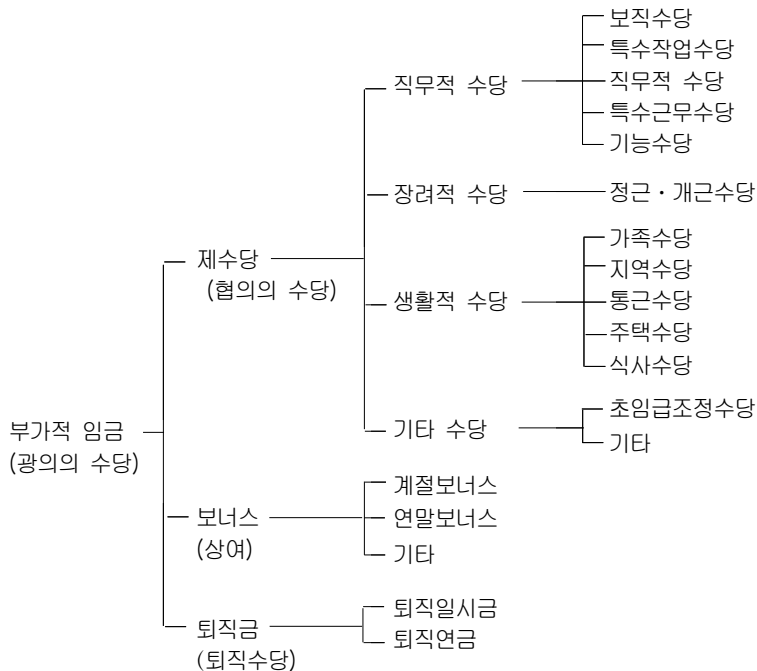 보직수당
특수작업수당
직무적 수당
직무적 수당
특수근무수당
기능수당
장려적 수당
정근·개근수당
제수당
(협의의 수당)
가족수당
지역수당
생활적 수당
통근수당
주택수당
식사수당
부가적 임금
(광의의 수당)
기타 수당
초임급조정수당
기타
보너스
(상여)
계절보너스
연말보너스
기타
퇴직금
(퇴직수당)
퇴직일시금
퇴직연금